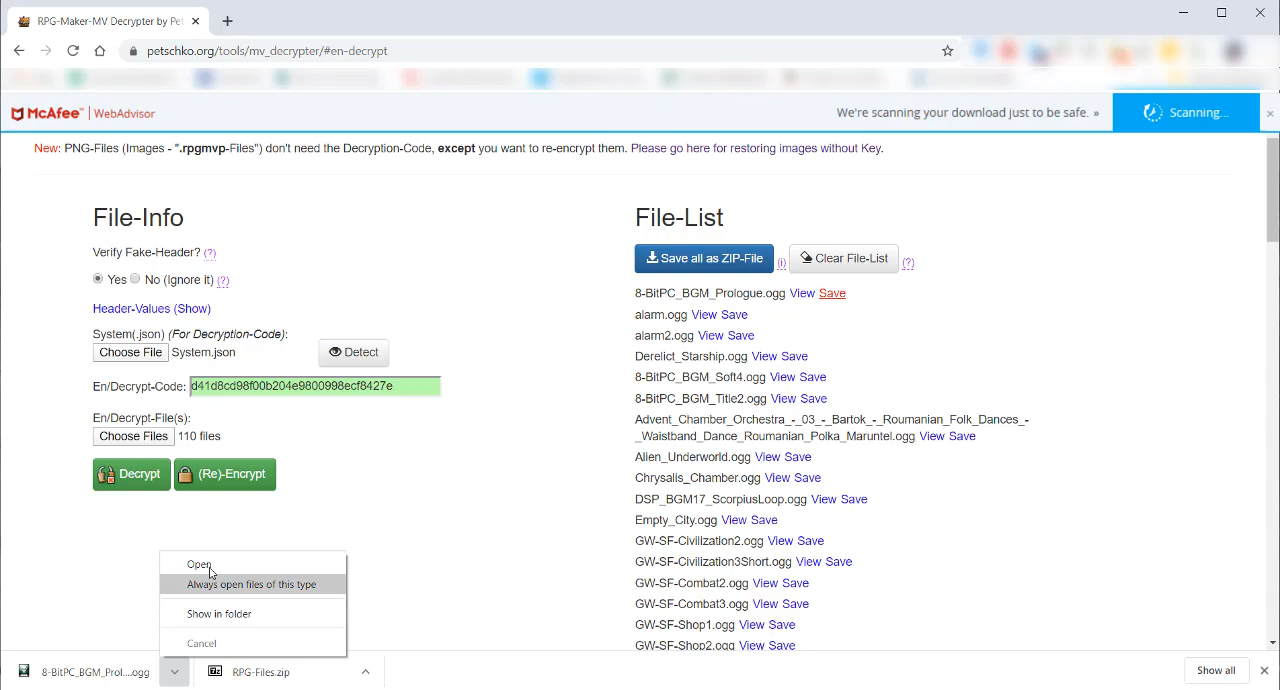 RPG-Maker-MV Decrypter by Pet
petschko.org/tools/mv_decrypter/#en-decrypt
McAfee™ | WebAdvisor
We're scanning your download just to be safe. »
Scanning...
New: PNG-Files (Images - ".rpgmvp-Files") don't need the Decryption-Code, except you want to re-encrypt them. Please go here for restoring images without Key.
File-Info
Verify Fake-Header? (?)
Yes No (Ignore it) (?)
Header-Values (Show)
System(.json) (For Decryption-Code):
Choose File System.json
Detect
En/Decrypt-Code: d41d8cd98f00b204e9800998ecf8427e
En/Decrypt-File(s):
Choose Files 110 files
Decrypt (Re)-Encrypt
File-List
Save all as ZIP-File (i) Clear File-List (?)
8-BitPC_BGM_Prologue.ogg View Save
alarm.ogg View Save
alarm2.ogg View Save
Derelict_Starship.ogg View Save
8-BitPC_BGM_Soft4.ogg View Save
8-BitPC_BGM_Title2.ogg View Save
Advent_Chamber_Orchestra_-_03_-_Bartok_-_Roumanian_Folk_Dances_-
_Waistband_Dance_Roumanian_Polka_Maruntel.ogg View Save
Alien_Underworld.ogg View Save
Chrysalis_Chamber.ogg View Save
DSP_BGM17_ScorpiusLoop.ogg View Save
Empty_City.ogg View Save
GW-SF-Civilization2.ogg View Save
GW-SF-Civilization3Short.ogg View Save
GW-SF-Combat2.ogg View Save
GW-SF-Combat3.ogg View Save
GW-SF-Shop1.ogg View Save
GW-SF-Shop2.ogg View Save
Open
Always open files of this type
Show in folder
Cancel
8-BitPC_BGM_Prol....ogg
RPG-Files.zip
Show all